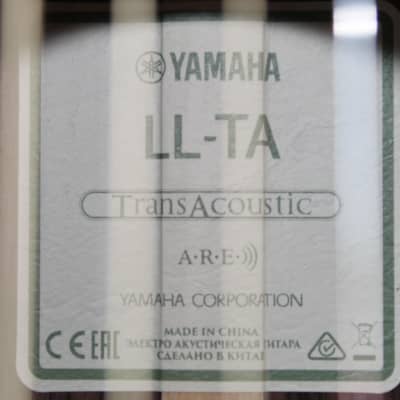 YAMAHA
LL-TA
TransAcoustic
A·R·E
YAMAHA CORPORATION
MADE IN CHINA
ЭЛЕКТРО АКУСТИЧЕСКАЯ ГИТАРА
СДЕЛАНО В КИТАЕ
CE EAC